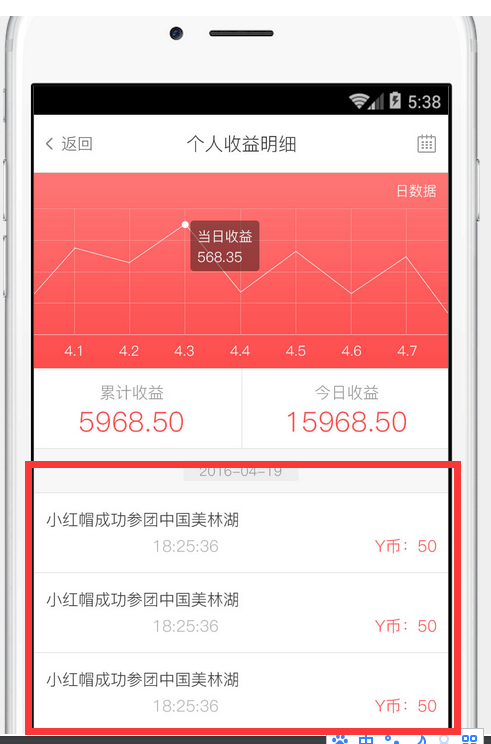 5:38
返回
个人收益明细
日数据
当日收益
568.35
4.1 4.2 4.3 4.4 4.5 4.6 4.7
累计收益 今日收益
5968.50 15968.50
2016-04-19
小红帽成功参团中国美林湖
18:25:36 Y币：50
小红帽成功参团中国美林湖
18:25:36 Y币：50
小红帽成功参团中国美林湖
18:25:36 Y币：50
中